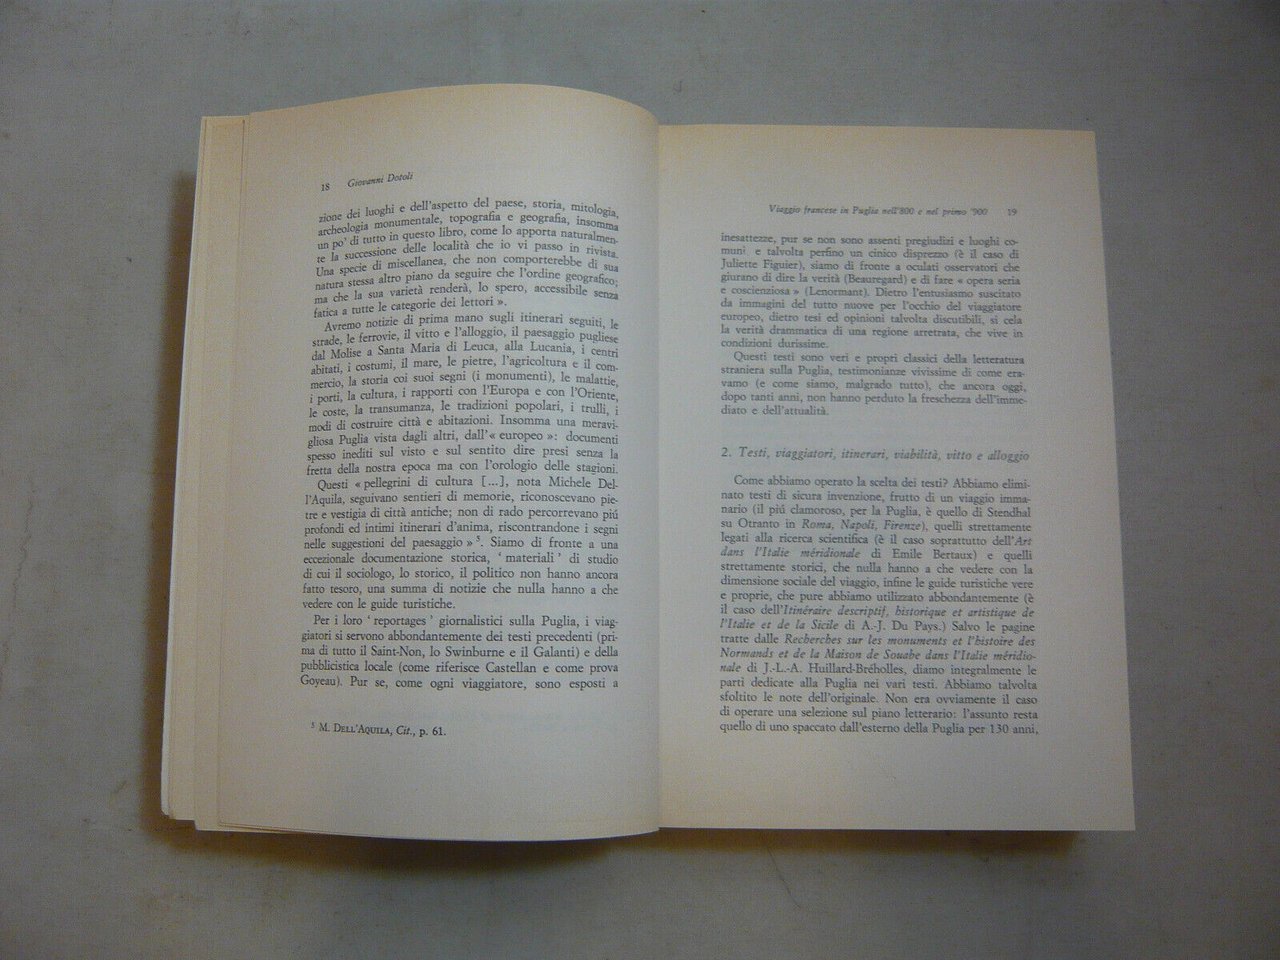 18 Giovanni Dotoli
zione dei luoghi e dell'aspetto del paese, storia, mitologia,
archeologia monumentale, topografia e geografia, insomma
un po' di tutto in questo libro, come lo apporta naturalmen-
te la successione delle località che io vi passo in rivista.
Una specie di miscellanea, che non comporterebbe di sua
natura stessa altro piano da seguire che l'ordine geografico;
ma che la sua varietà renderà, lo spero, accessibile senza
fatica a tutte le categorie dei lettori ».
Avremo notizie di prima mano sugli itinerari seguiti, le
strade, le ferrovie, il vitto e l'alloggio, il paesaggio pugliese
dal Molise a Santa Maria di Leuca, alla Lucania, i centri
abitati, i costumi, il mare, le pietre, l'agricoltura e il com-
mercio, la storia coi suoi segni (i monumenti), le malattie,
i porti, la cultura, i rapporti con l'Europa e con l'Oriente,
le coste, la transumanza, le tradizioni popolari, i trulli, i
modi di costruire città e abitazioni. Insomma una meravi-
gliosa Puglia vista dagli altri, dall'« europeo »: documenti
spesso inediti sul visto e sul sentito dire presi senza la
fretta della nostra epoca ma con l'orologio delle stagioni.
Questi « pellegrini di cultura [...], nota Michele Del-
l'Aquila, seguivano sentieri di memorie, riconoscevano pie-
tre e vestigia di città antiche; non di rado percorrevano piú
profondi ed intimi itinerari d'anima, riscontrandone i segni
nelle suggestioni del paesaggio »⁵. Siamo di fronte a una
eccezionale documentazione storica, ' materiali ' di studio
di cui il sociologo, lo storico, il politico non hanno ancora
fatto tesoro, una summa di notizie che nulla hanno a che
vedere con le guide turistiche.
Per i loro ' reportages ' giornalistici sulla Puglia, i viag-
giatori si servono abbondantemente dei testi precedenti (pri-
ma di tutto il Saint-Non, lo Swinburne e il Galanti) e della
pubblicistica locale (come riferisce Castellan e come prova
Goyeau). Pur se, come ogni viaggiatore, sono esposti a
⁵ M. DELL'AQUILA, Cit., p. 61.
Viaggio francese in Puglia nell'800 e nel primo '900 19
inesattezze, pur se non sono assenti pregiudizi e luoghi co-
muni e talvolta perfino un cinico disprezzo (è il caso di
Juliette Figuier), siamo di fronte a oculati osservatori che
giurano di dire la verità (Beauregard) e di fare « opera seria
e coscienziosa » (Lenormant). Dietro l'entusiasmo suscitato
da immagini del tutto nuove per l'occhio del viaggiatore
europeo, dietro tesi ed opinioni talvolta discutibili, si cela
la verità drammatica di una regione arretrata, che vive in
condizioni durissime.
Questi testi sono veri e propri classici della letteratura
straniera sulla Puglia, testimonianze vivissime di come era-
vamo (e come siamo, malgrado tutto), che ancora oggi,
dopo tanti anni, non hanno perduto la freschezza dell'imme-
diato e dell'attualità.
2. Testi, viaggiatori, itinerari, viabilità, vitto e alloggio
Come abbiamo operato la scelta dei testi? Abbiamo elimi-
nato testi di sicura invenzione, frutto di un viaggio imma-
nario (il piú clamoroso, per la Puglia, è quello di Stendhal
su Otranto in Roma, Napoli, Firenze), quelli strettamente
legati alla ricerca scientifica (è il caso soprattutto dell'Art
dans l'Italie méridionale di Emile Bertaux) e quelli
strettamente storici, che nulla hanno a che vedere con la
dimensione sociale del viaggio, infine le guide turistiche vere
e proprie, che pure abbiamo utilizzato abbondantemente (è
il caso dell'Itinéraire descriptif, historique et artistique de
l'Italie et de la Sicile di A.-J. Du Pays.) Salvo le pagine
tratte dalle Recherches sur les monuments et l'histoire des
Normands et de la Maison de Souabe dans l'Italie méridio-
nale di J.-L.-A. Huillard-Bréholles, diamo integralmente le
parti dedicate alla Puglia nei vari testi. Abbiamo talvolta
sfoltito le note dell'originale. Non era ovviamente il caso
di operare una selezione sul piano letterario: l'assunto resta
quello di uno spaccato dall'esterno della Puglia per 130 anni,